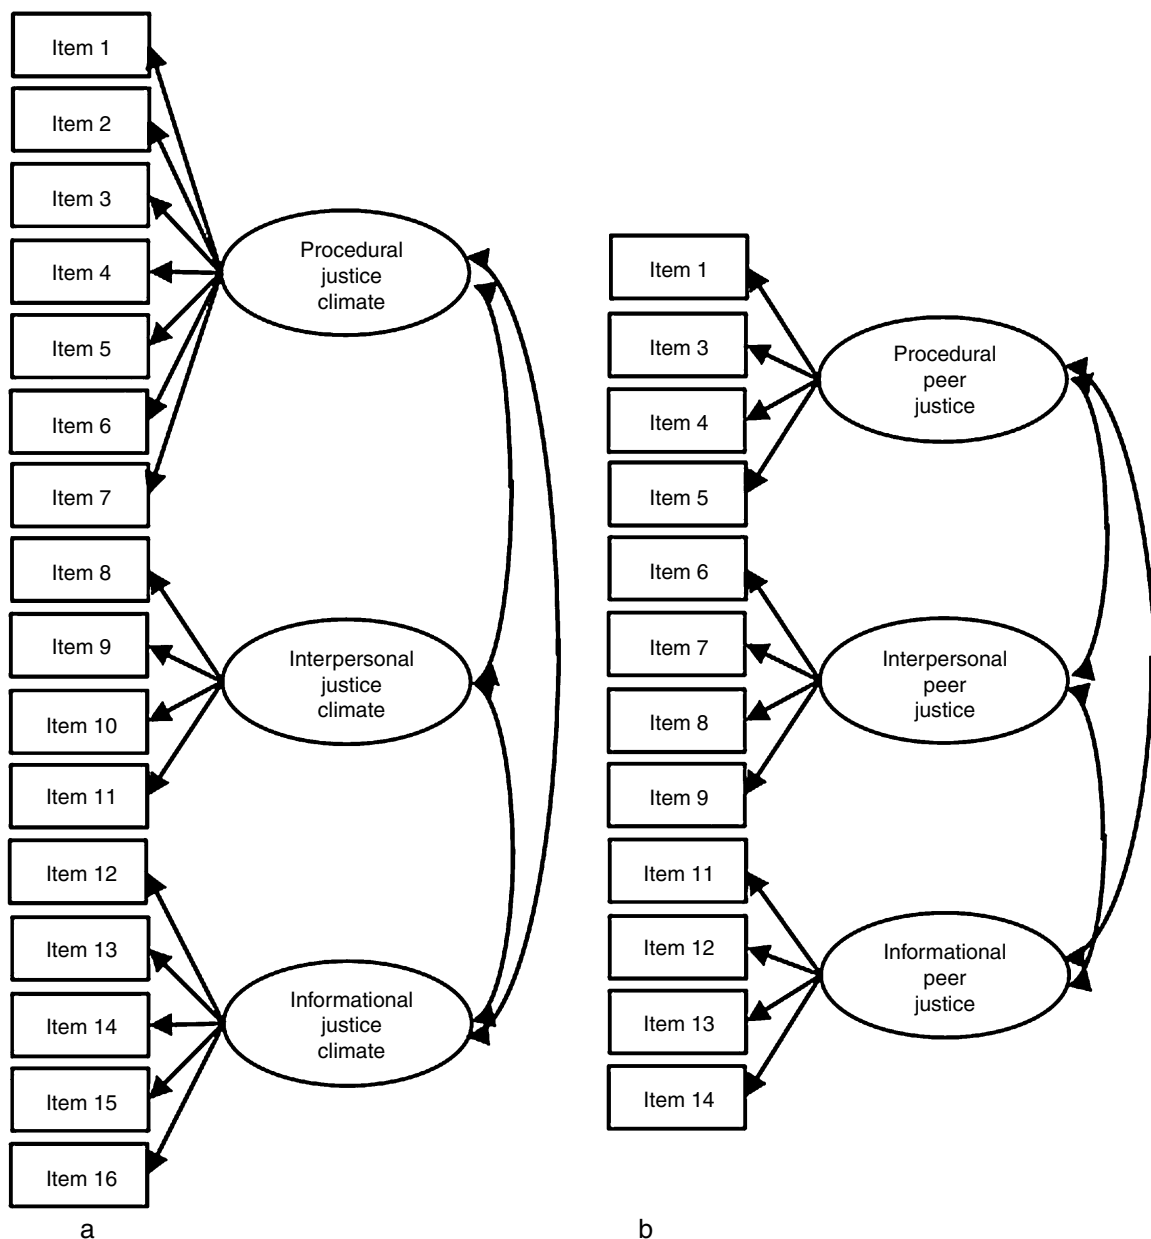 Item 1
Item 2
Item 3
Item 4
Item 5
Item 6
Item 7
Item 8
Item 9
Item 10
Item 11
Item 12
Item 13
Item 14
Item 15
Item 16
Procedural
justice
climate
Interpersonal
justice
climate
Informational
justice
climate
a
Item 1
Item 3
Item 4
Item 5
Item 6
Item 7
Item 8
Item 9
Item 11
Item 12
Item 13
Item 14
Procedural
peer
justice
Interpersonal
peer
justice
Informational
peer
justice
b